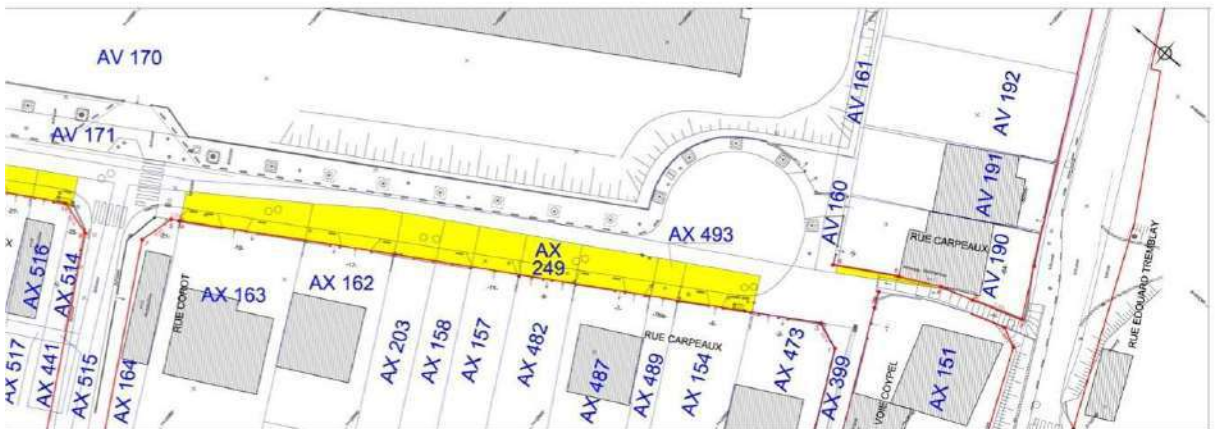 AV 170
AV 171
AV 161
AV 192
AV 191
AV 160
AV 190
RUE CARPEAUX
AX 493
AX
249
RUE EDOUARD TREMBLAY
AX 516
AX 514
RUE COROT
AX 163
AX 162
AX 203
AX 158
AX 157
AX 482
AX 487
RUE CARPEAUX
AX 489
AX 154
AX 473
AX 399
VOIE COYPEL
AX 151
AX 517
AX 441
AX 515
AX 164